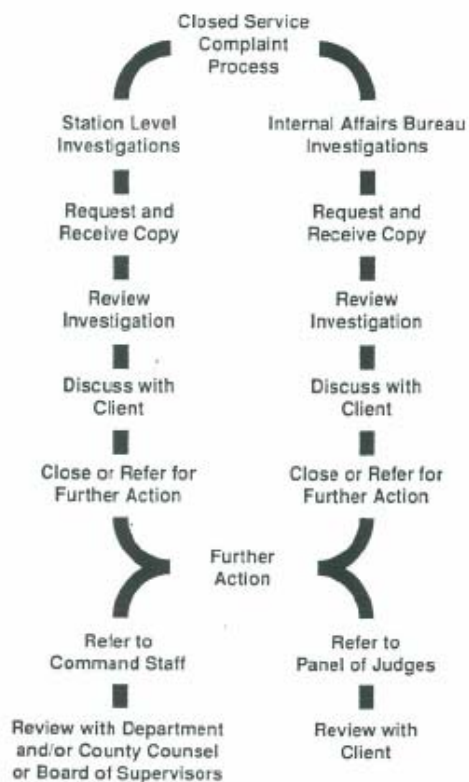 Closed Service
Complaint
Process
Station Level
Investigations
Internal Affairs Bureau
Investigations
Request and
Receive Copy
Request and
Receive Copy
Review
Investigation
Review
Investigation
Discuss with
Client
Discuss with
Client
Close or Refer for
Further Action
Close or Refer for
Further Action
Further
Action
Refer to
Command Staff
Refer to
Panel of Judges
Review with Department
and/or County Counsel
or Board of Supervisors
Review with
Client